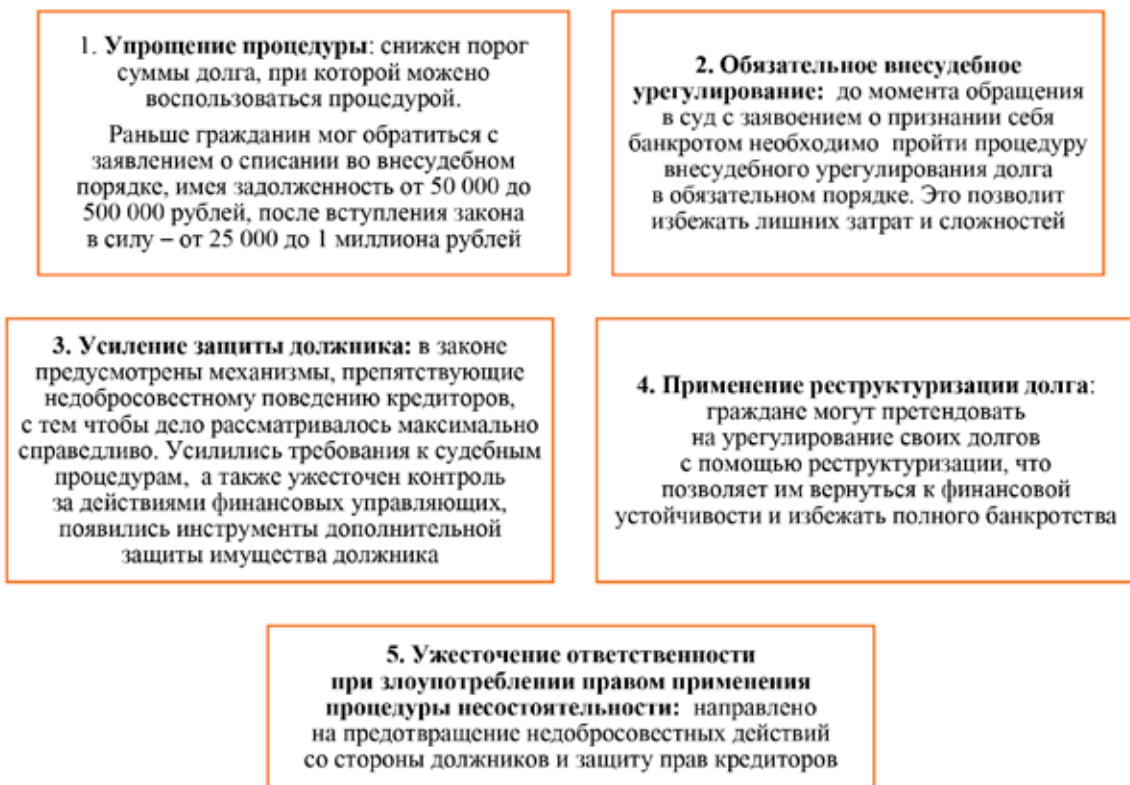 1. Упрощение процедуры: снижен порог
суммы долга, при которой можено
воспользоваться процедурой.
Раньше гражданин мог обратиться с
заявлением о списании во внесудебном
порядке, имея задолженность от 50 000 до
500 000 рублей, после вступления закона
в силу – от 25 000 до 1 миллиона рублей
2. Обязательное внесудебное
урегулирование: до момента обращения
в суд с заявоением о признании себя
банкротом необходимо пройти процедуру
внесудебного урегулирования долга
в обязательном порядке. Это позволит
избежать лишних затрат и сложностей
3. Усиление защиты должника: в законе
предусмотрены механизмы, препятствующие
недобросовестному поведению кредиторов,
с тем чтобы дело рассматривалось максимально
справедливо. Усилились требования к судебным
процедурам, а также ужесточен контроль
за действиями финансовых управляющих,
появились инструменты дополнительной
защиты имущества должника
4. Применение реструктуризации долга:
граждане могут претендовать
на урегулирование своих долгов
с помощью реструктуризации, что
позволяет им вернуться к финансовой
устойчивости и избежать полного банкротства
5. Ужесточение ответственности
при злоупотреблении правом применения
процедуры несостоятельности: направлено
на предотвращение недобросовестных действий
со стороны должников и защиту прав кредиторов